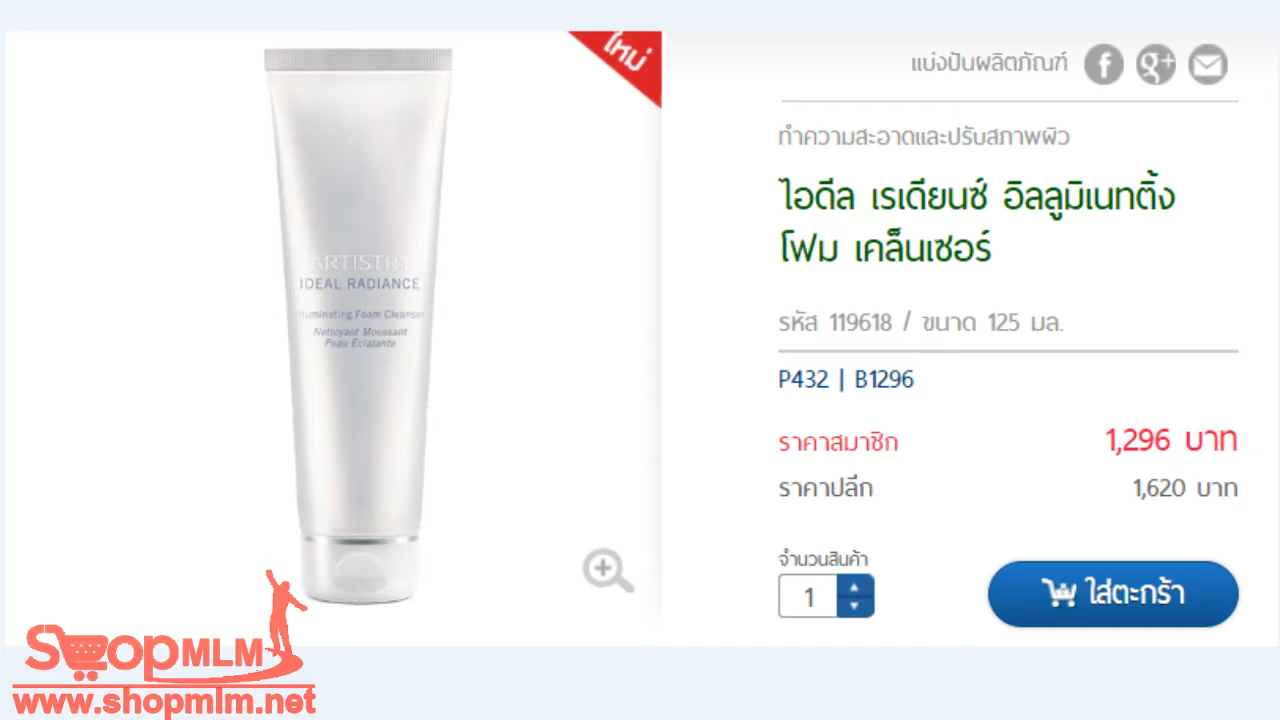 ใหม่
ARTISTRY
IDEAL RADIANCE
Illuminating Foam Cleanser
Nettoyant Moussant
Peau Éclatante
แบ่งปันผลิตภัณฑ์
ทำความสะอาดและปรับสภาพผิว
ไอดีล เรเดียนซ์ อิลลูมิเนทติ้ง
โฟม เคล็นเซอร์
รหัส 119618 / ขนาด 125 มล.
P432 | B1296
ราคาสมาชิก 1,296 บาท
ราคาปลีก 1,620 บาท
จำนวนสินค้า
1
ใส่ตะกร้า
SHOPMLM
www.shopmlm.net